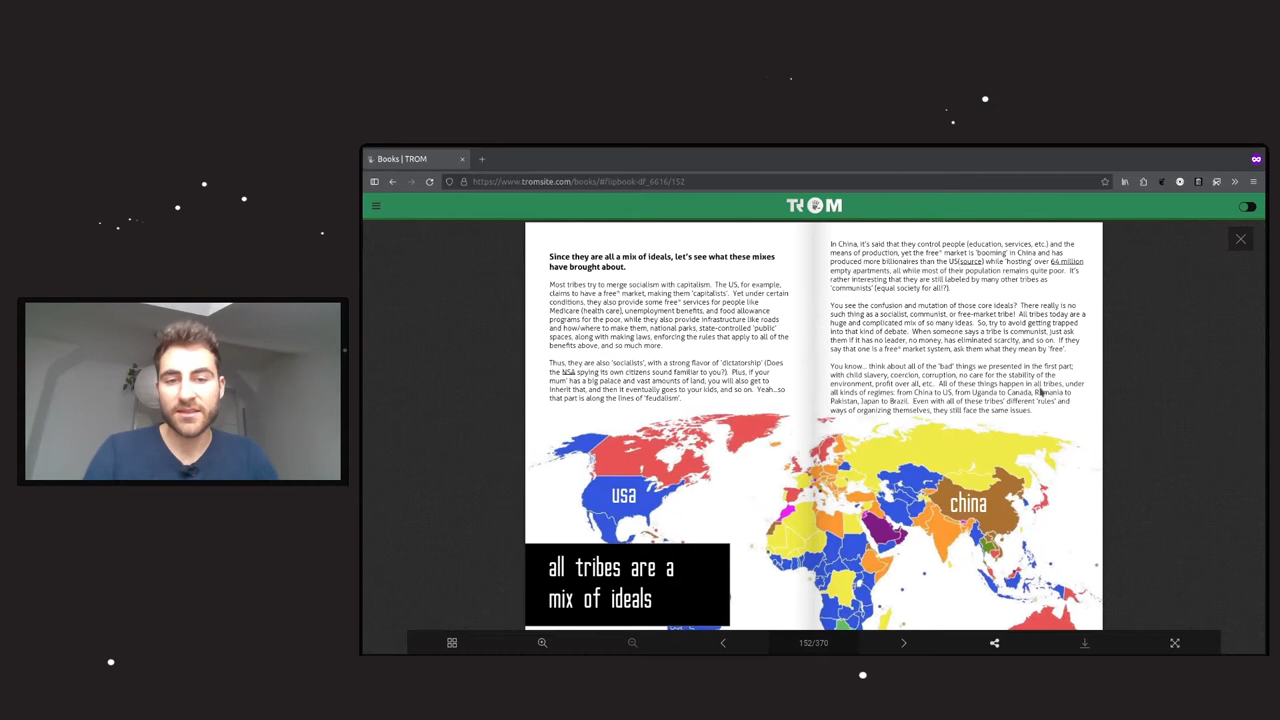 Books | TROM
https://www.tromsite.com/books/#flipbook-df_6616/152
TROM
Since they are all a mix of ideals, let's see what these mixes
have brought about.
Most tribes try to merge socialism with capitalism. The US, for example,
claims to have a free* market, making them 'capitalists'. Yet under certain
conditions, they also provide some free* services for people like
Medicare (health care), unemployment benefits, and food allowance
programs for the poor, while they also provide infrastructure like roads
and how/where to make them, national parks, state-controlled 'public'
spaces, along with making laws, enforcing the rules that apply to all of the
benefits above, and so much more.
Thus, they are also 'socialists', with a strong flavor of 'dictatorship' (Does
the NSA spying its own citizens sound familiar to you?). Plus, if your
mum* has a big palace and vast amounts of land, you will also get to
inherit that, and then it eventually goes to your kids, and so on. Yeah...so
that part is along the lines of 'feudalism'.
In China, it's said that they control people (education, services, etc.) and the
means of production, yet the free* market is 'booming' in China and has
produced more billionaires than the US(source) while 'hosting' over 64 million
empty apartments, all while most of their population remains quite poor. It's
rather interesting that they are still labeled by many other tribes as
'communists' (equal society for all!?).
You see the confusion and mutation of those core ideals? There really is no
such thing as a socialist, communist, or free-market tribe! All tribes today are a
huge and complicated mix of so many ideas. So, try to avoid getting trapped
into that kind of debate. When someone says a tribe is communist, just ask
them if it has no leader, no money, has eliminated scarcity, and so on. If they
say that one is a free* market system, ask them what they mean by 'free'.
You know... think about all of the 'bad' things we presented in the first part;
with child slavery, coercion, corruption, no care for the stability of the
environment, profit over all, etc. All of these things happen in all tribes, under
all kinds of regimes: from China to US, from Uganda to Canada, Romania to
Pakistan, Japan to Brazil. Even with all of these tribes' different 'rules' and
ways of organizing themselves, they still face the same issues.
usa
china
all tribes are a
mix of ideals
152/370